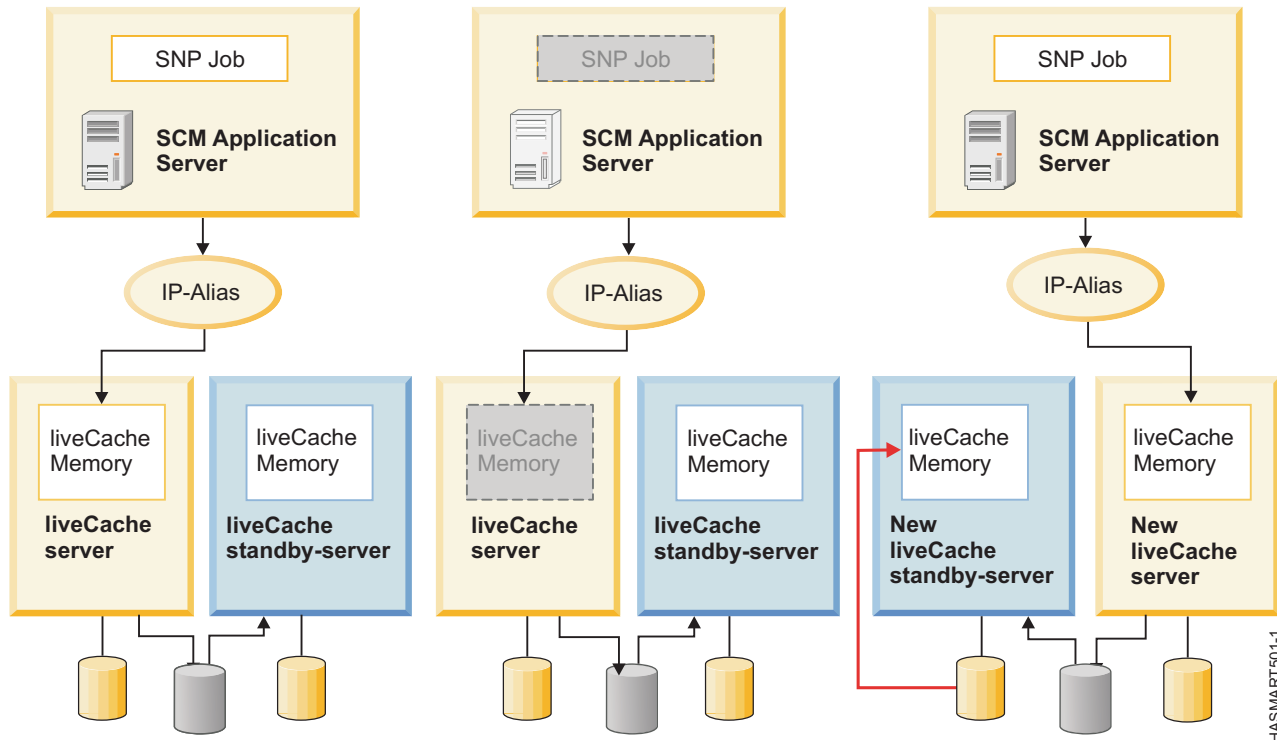 SNP Job
SCM Application
Server
IP-Alias
liveCache
Memory
liveCache
server
liveCache
Memory
liveCache
standby-server
SNP Job
SCM Application
Server
IP-Alias
liveCache
Memory
liveCache
server
liveCache
Memory
liveCache
standby-server
SNP Job
SCM Application
Server
IP-Alias
liveCache
Memory
New
liveCache
standby-server
liveCache
Memory
New
liveCache
server
HASMART501-1